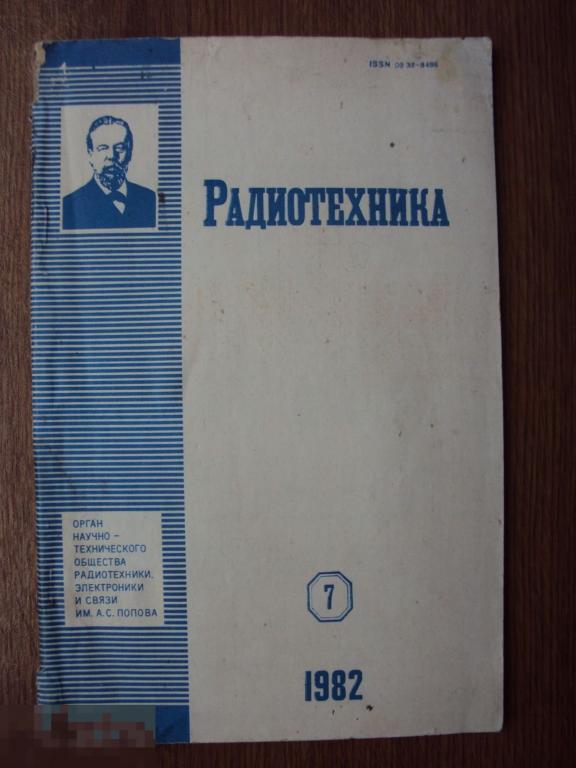 ISSN 0033-8486
РАДИОТЕХНИКА
ОРГАН
НАУЧНО –
ТЕХНИЧЕСКОГО
ОБЩЕСТВА
РАДИОТЕХНИКИ,
ЭЛЕКТРОНИКИ
И СВЯЗИ
ИМ. А.С. ПОПОВА
7
1982